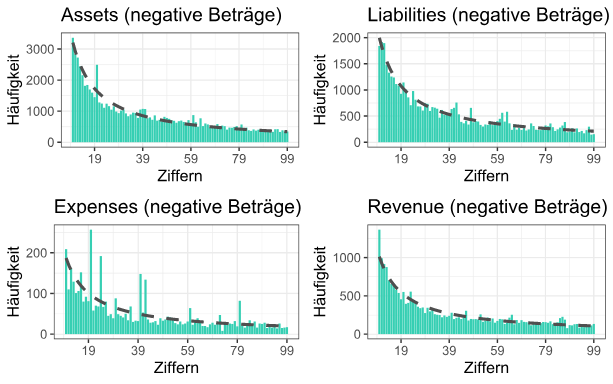 Assets (negative Beträge)
Häufigkeit
3000
2000
1000
0
19 39 59 79 99
Ziffern
Liabilities (negative Beträge)
Häufigkeit
2000
1500
1000
500
0
19 39 59 79 99
Ziffern
Expenses (negative Beträge)
Häufigkeit
200
100
0
19 39 59 79 99
Ziffern
Revenue (negative Beträge)
Häufigkeit
1000
500
0
19 39 59 79 99
Ziffern